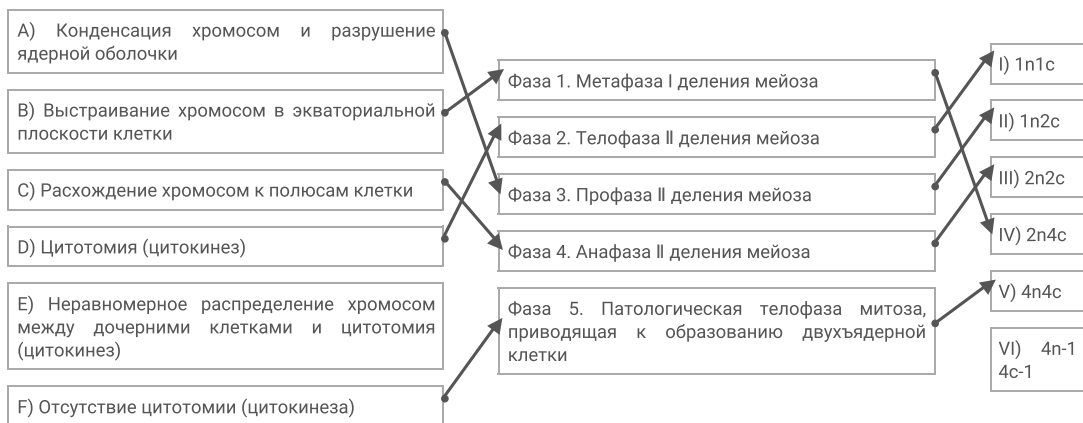 A) Конденсация хромосом и разрушение
ядерной оболочки
B) Выстраивание хромосом в экваториальной
плоскости клетки
C) Расхождение хромосом к полюсам клетки
D) Цитотомия (цитокинез)
E) Неравномерное распределение хромосом
между дочерними клетками и цитотомия
(цитокинез)
F) Отсутствие цитотомии (цитокинеза)
Фаза 1. Метафаза I деления мейоза
Фаза 2. Телофаза II деления мейоза
Фаза 3. Профаза II деления мейоза
Фаза 4. Анафаза II деления мейоза
Фаза 5. Патологическая телофаза митоза,
приводящая к образованию двухъядерной
клетки
I) 1n1c
II) 1n2c
III) 2n2c
IV) 2n4c
V) 4n4c
VI) 4n-1
4c-1